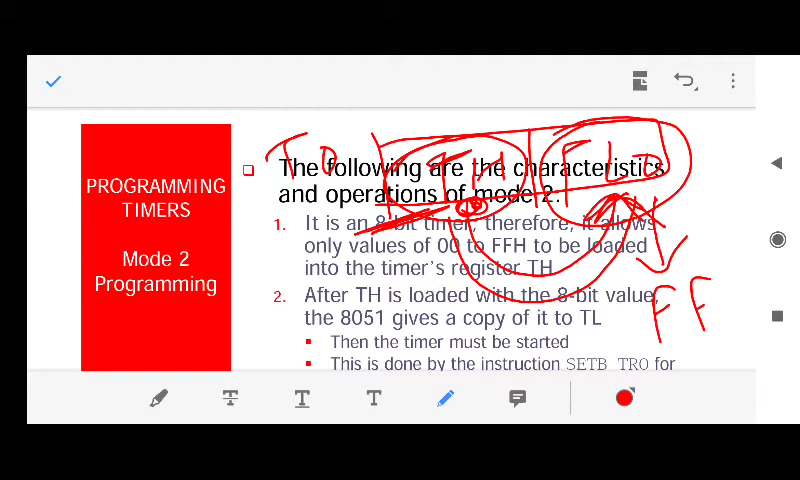 PROGRAMMING
TIMERS
Mode 2
Programming
T0
TH
TL0
The following are the characteristics
and operations of mode 2:
1. It is an 8-bit timer, therefore, it allows
only values of 00 to FFH to be loaded
into the timer's register TH
2. After TH is loaded with the 8-bit value,
the 8051 gives a copy of it to TL
Then the timer must be started
This is done by the instruction SETB TR0 for
FF
T
T
T